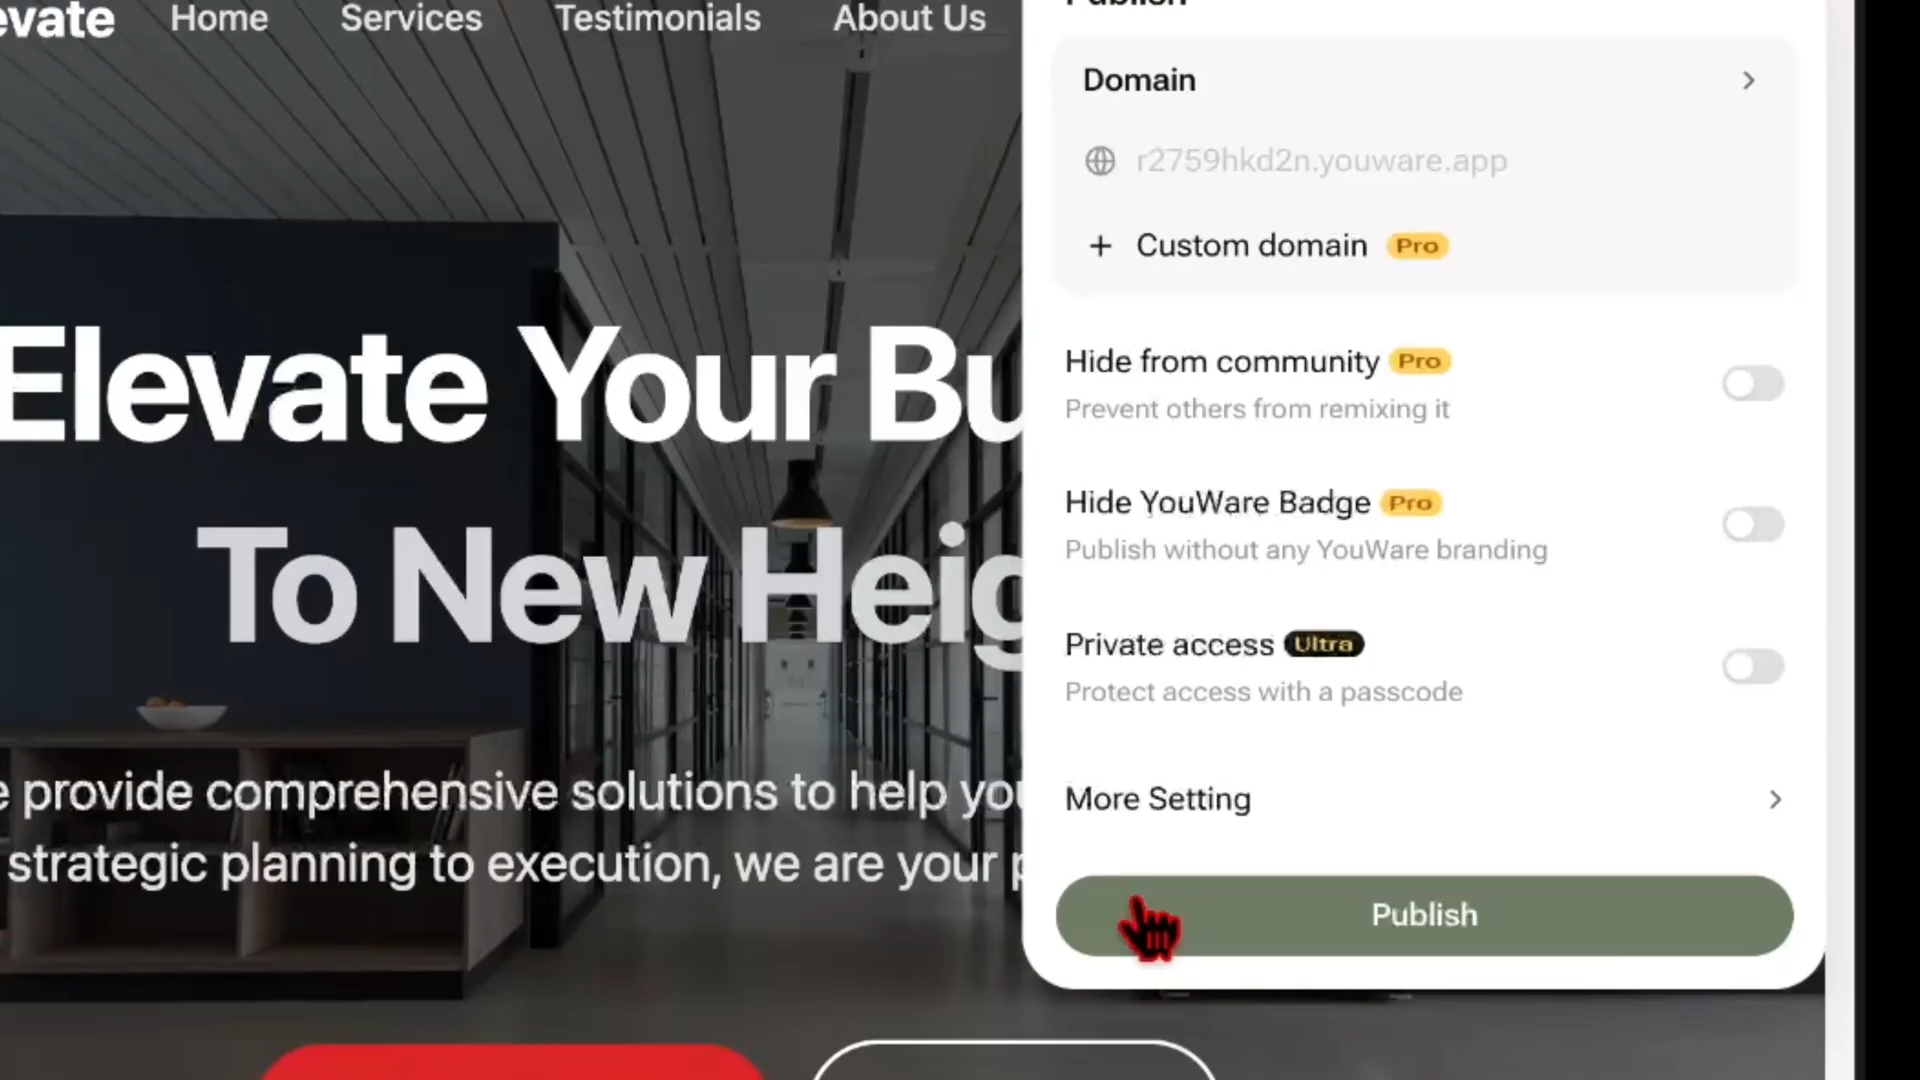 evate Home Services Testimonials About Us
Elevate Your Bu
To New Heig
provide comprehensive solutions to help you
strategic planning to execution, we are your p
Publish
Domain
r2759hkd2n.youware.app
+ Custom domain Pro
Hide from community Pro
Prevent others from remixing it
Hide YouWare Badge Pro
Publish without any YouWare branding
Private access Ultra
Protect access with a passcode
More Setting
Publish